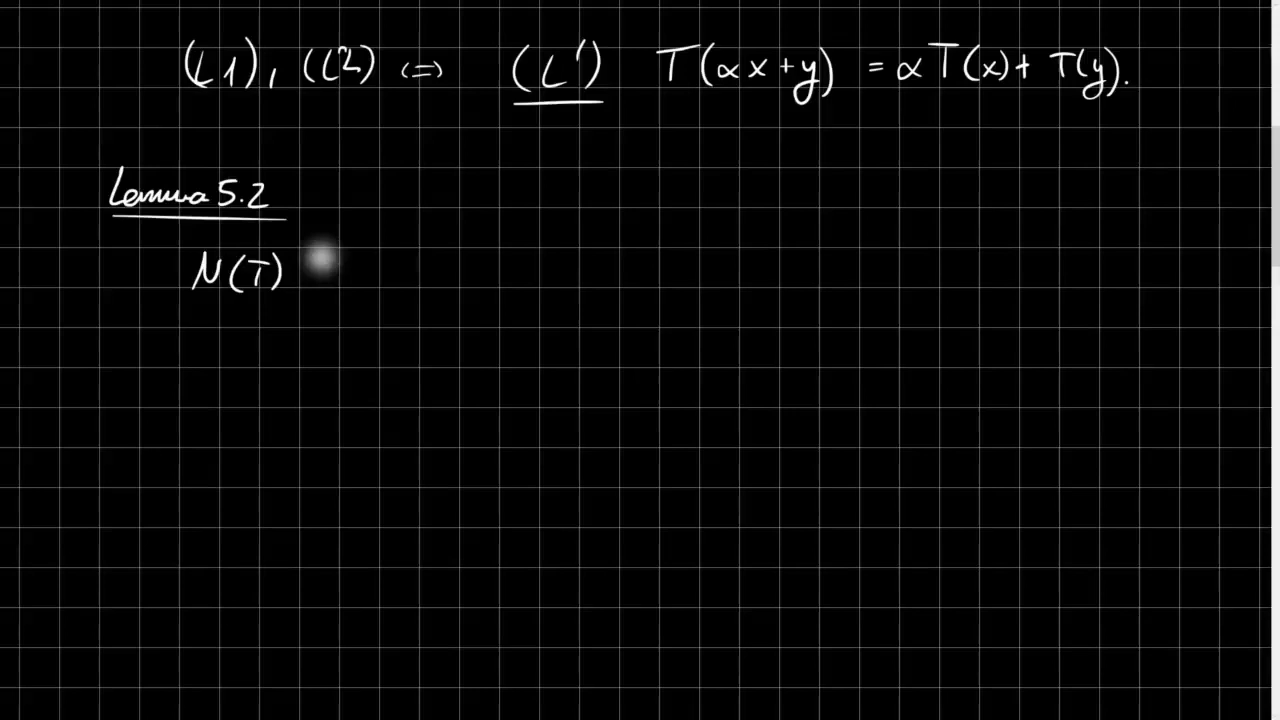 (L1), (L2) ⇔ (L') T(αx+y) = αT(x)+ T(y).
Lemma 5.2
N(T)